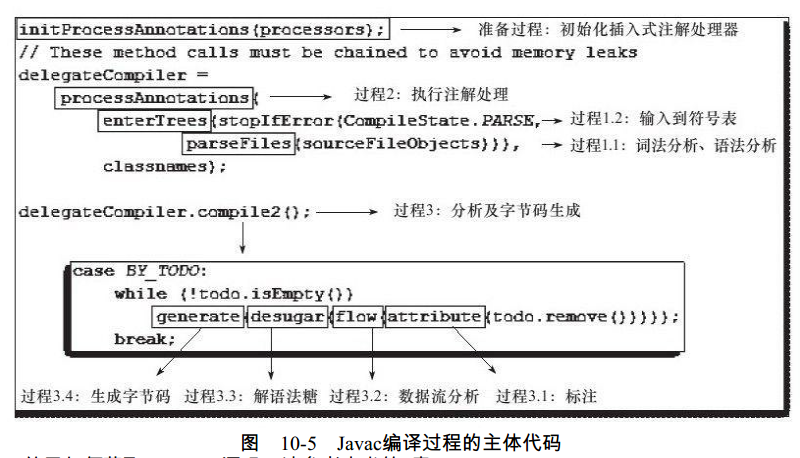 initProcessAnnotations(processors);  准备过程：初始化插入式注解处理器
// These method calls must be chained to avoid memory leaks
delegateCompiler =
processAnnotations(  过程2：执行注解处理
enterTrees(stopIfError(CompileState.PARSE,  过程1.2：输入到符号表
parseFiles(sourceFileObjects))),  过程1.1：词法分析、语法分析
classnames);
delegateCompiler.compile2();  过程3：分析及字节码生成
case BY_TODO:
while (!todo.isEmpty())
generate(desugar(flow(attribute(todo.remove()))));
break;
过程3.4：生成字节码  过程3.3：解语法糖  过程3.2：数据流分析  过程3.1：标注
图 10-5 Javac编译过程的主体代码